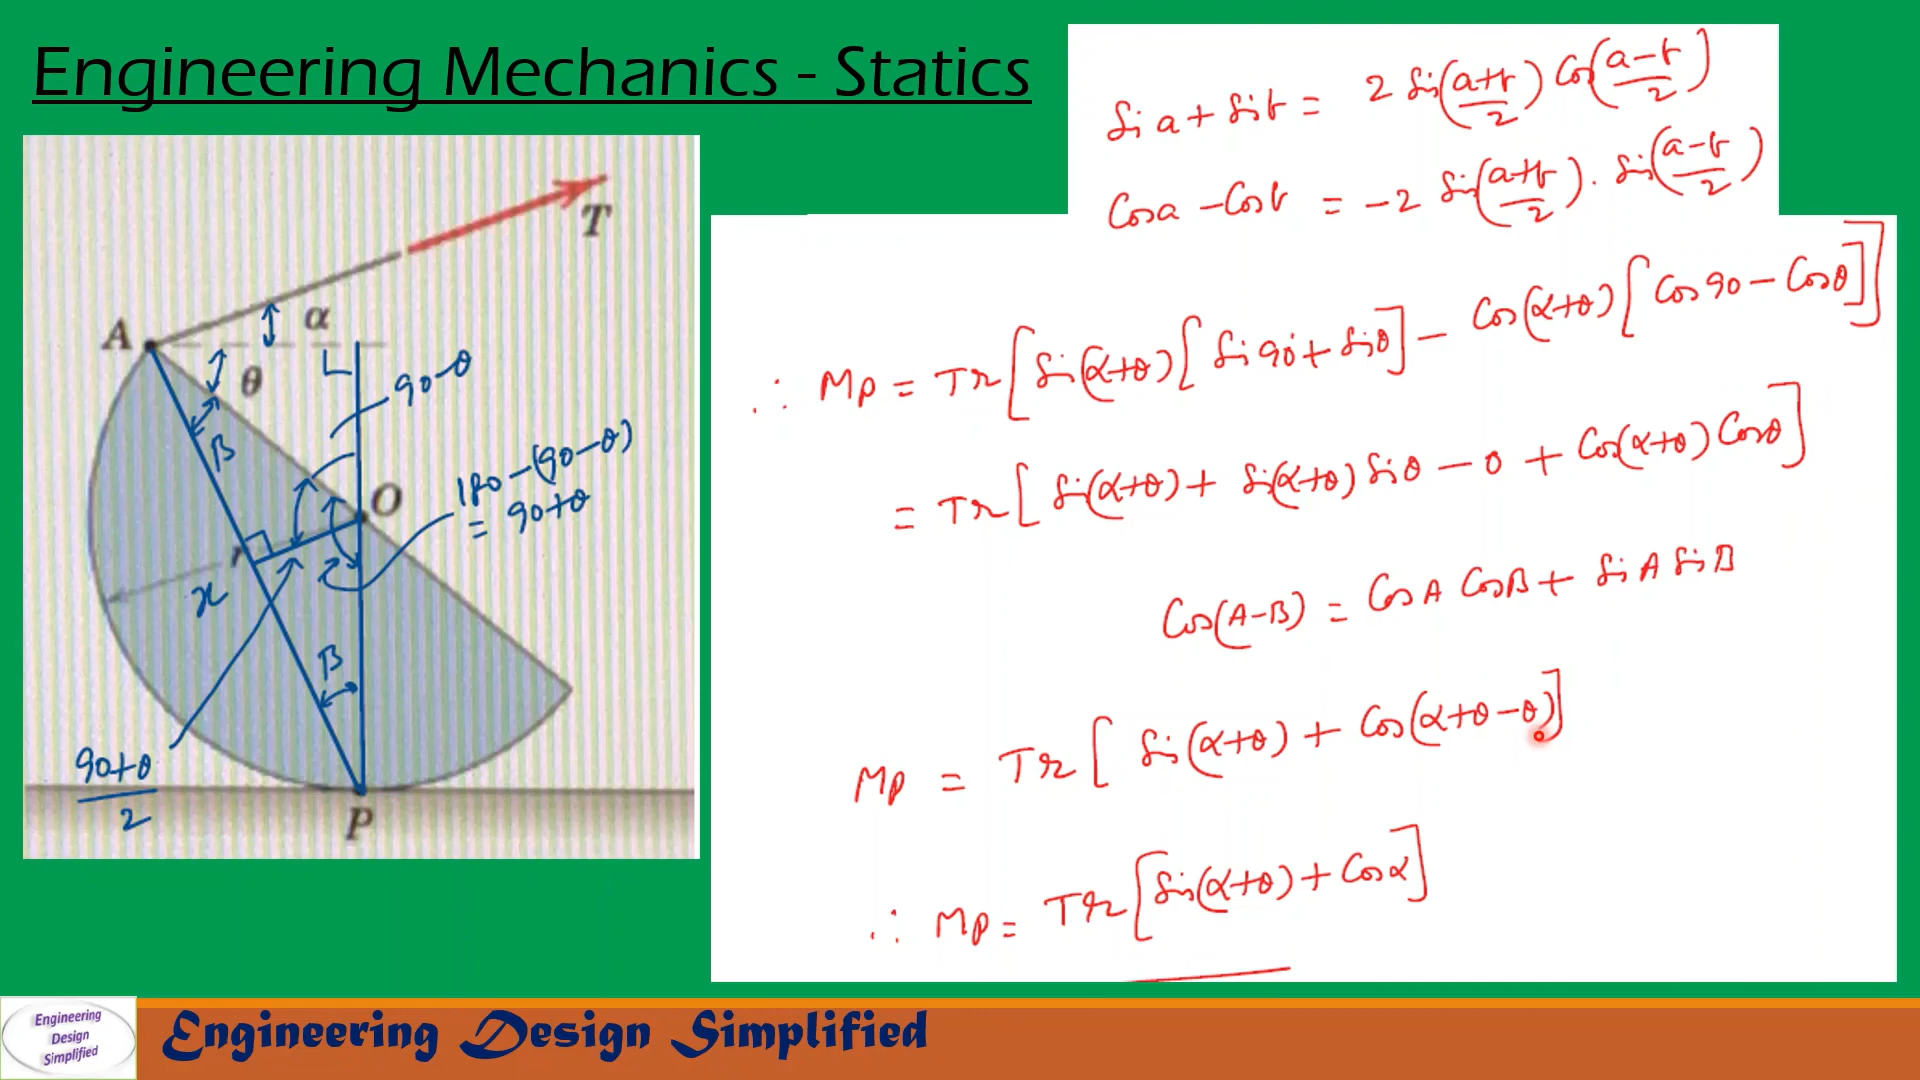 Engineering Mechanics - Statics
Sin a + Sin b = 2 Sin(a+b/2) Cos(a-b/2)
Cos a - Cos b = -2 Sin(a+b/2) . Sin(a-b/2)
T
A
α
θ
90-θ
β
180-(90-θ)
= 90+θ
O
r
x
β
90+θ
2
P
∴ Mp = Tr[Sin(α+θ)[Sin 90 + Sin θ] - Cos(α+θ)[Cos 90 - Cos θ]]
= Tr[Sin(α+θ) + Sin(α+θ) Sin θ - 0 + Cos(α+θ) Cos θ]
Cos(A-B) = Cos A Cos B + Sin A Sin B
Mp = Tr[Sin(α+θ) + Cos(α+θ-θ)]
∴ Mp = Tr[Sin(α+θ) + Cos α]
Engineering
Design
Simplified
Engineering Design Simplified